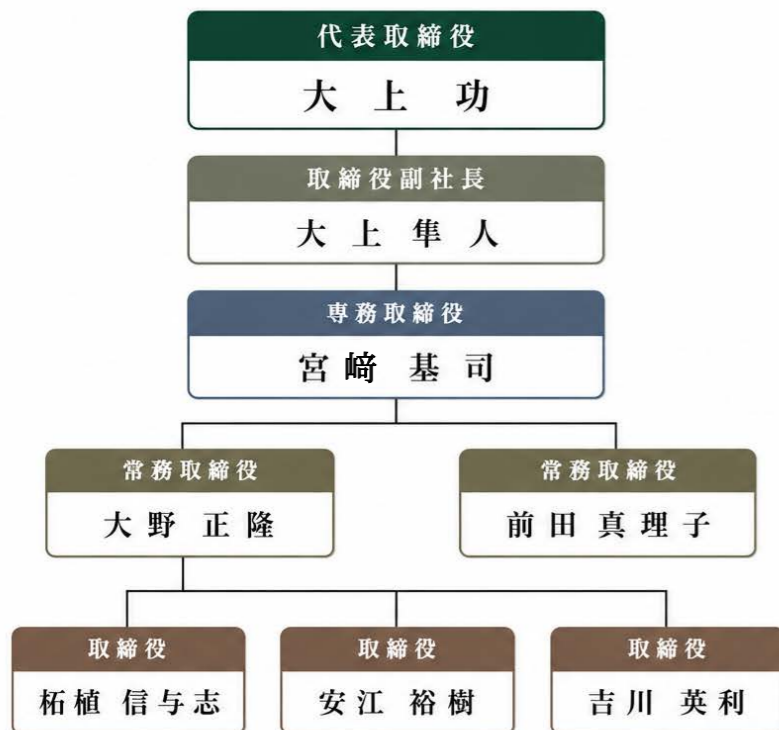 代表取締役
大上 功
取締役副社長
大上隼人
専務取締役
宮﨑 基司
常務取締役
大野 正隆
常務取締役
前田 真理子
取締役
柘植 信与志
取締役
安江 裕樹
取締役
吉川 英利